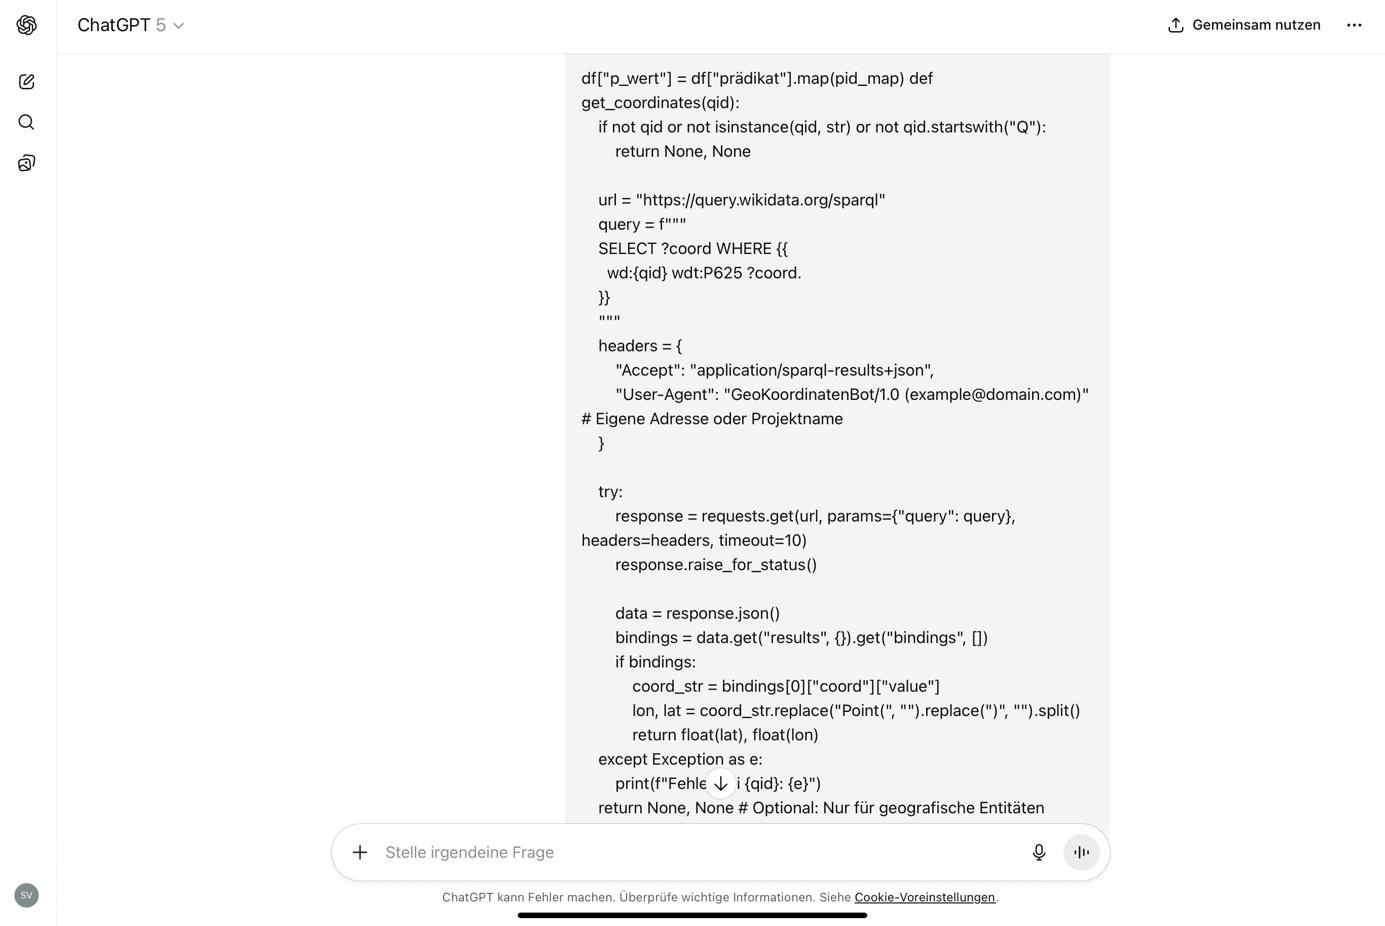 ChatGPT 5
Gemeinsam nutzen
df["p_wert"] = df["prädikat"].map(pid_map) def
get_coordinates(qid):
    if not qid or not isinstance(qid, str) or not qid.startswith("Q"):
        return None, None

    url = "https://query.wikidata.org/sparql"
    query = f"""
    SELECT ?coord WHERE {{
      wd:{qid} wdt:P625 ?coord.
    }}
    """
    headers = {
        "Accept": "application/sparql-results+json",
        "User-Agent": "GeoKoordinatenBot/1.0 (example@domain.com)"
# Eigene Adresse oder Projektname
    }

    try:
        response = requests.get(url, params={"query": query},
headers=headers, timeout=10)
        response.raise_for_status()

        data = response.json()
        bindings = data.get("results", {}).get("bindings", [])
        if bindings:
            coord_str = bindings[0]["coord"]["value"]
            lon, lat = coord_str.replace("Point(", "").replace(")", "").split()
            return float(lat), float(lon)
    except Exception as e:
        print(f"Fehle i {qid}: {e}")
    return None, None # Optional: Nur für geografische Entitäten
Stelle irgendeine Frage
SV
ChatGPT kann Fehler machen. Überprüfe wichtige Informationen. Siehe Cookie-Voreinstellungen.